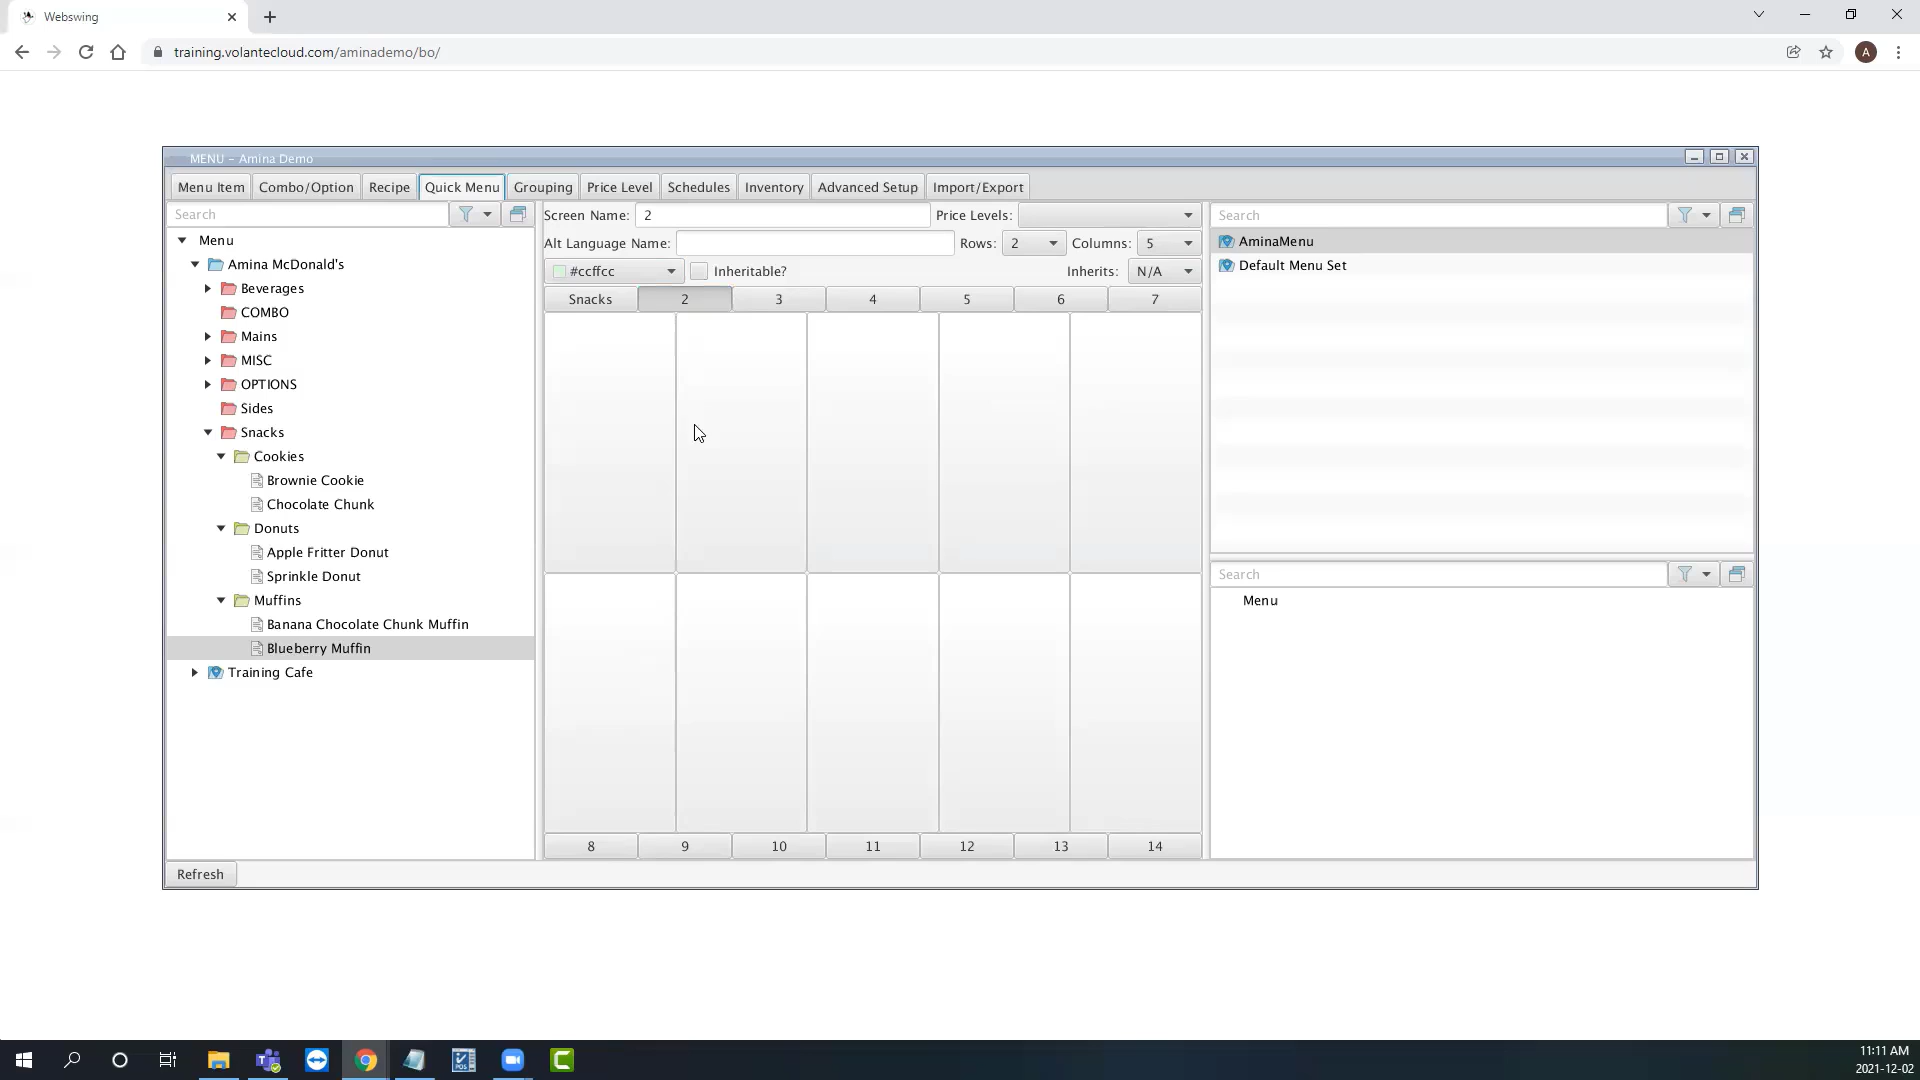 Webswing
training.volantecloud.com/aminademo/bo/
A
MENU - Amina Demo
Menu Item Combo/Option Recipe Quick Menu Grouping Price Level Schedules Inventory Advanced Setup Import/Export
Search
Menu
Amina McDonald's
Beverages
COMBO
Mains
MISC
OPTIONS
Sides
Snacks
Cookies
Brownie Cookie
Chocolate Chunk
Donuts
Apple Fritter Donut
Sprinkle Donut
Muffins
Banana Chocolate Chunk Muffin
Blueberry Muffin
Training Cafe
Refresh
Screen Name: 2 Price Levels:
Alt Language Name: Rows: 2 Columns: 5
#ccffcc Inheritable? Inherits: N/A
Snacks 2 3 4 5 6 7
8 9 10 11 12 13 14
Search
AminaMenu
Default Menu Set
Search
Menu
11:11 AM
2021-12-02